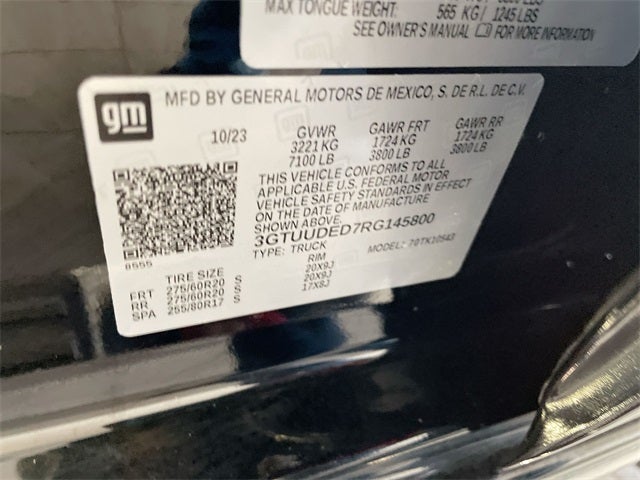 MAX TONGUE WEIGHT: 565 KG / 1245 LBS
SEE OWNER'S MANUAL FOR MORE INFORMATION
gm
MFD BY GENERAL MOTORS DE MEXICO, S. DE R.L. DE C.V.
10/23 GVWR GAWR FRT GAWR RR
3221 KG 1724 KG 1724 KG
7100 LB 3800 LB 3800 LB
THIS VEHICLE CONFORMS TO ALL
APPLICABLE U.S. FEDERAL MOTOR
VEHICLE SAFETY STANDARDS IN EFFECT
ON THE DATE OF MANUFACTURE
SHOWN ABOVE.
3GTUUDED7RG145800
TYPE: TRUCK MODEL: 70TK10543
8555
TIRE SIZE RIM
FRT 275/60R20 S 20X9J
RR 275/60R20 S 20X9J
SPA 255/80R17 S 17X8J